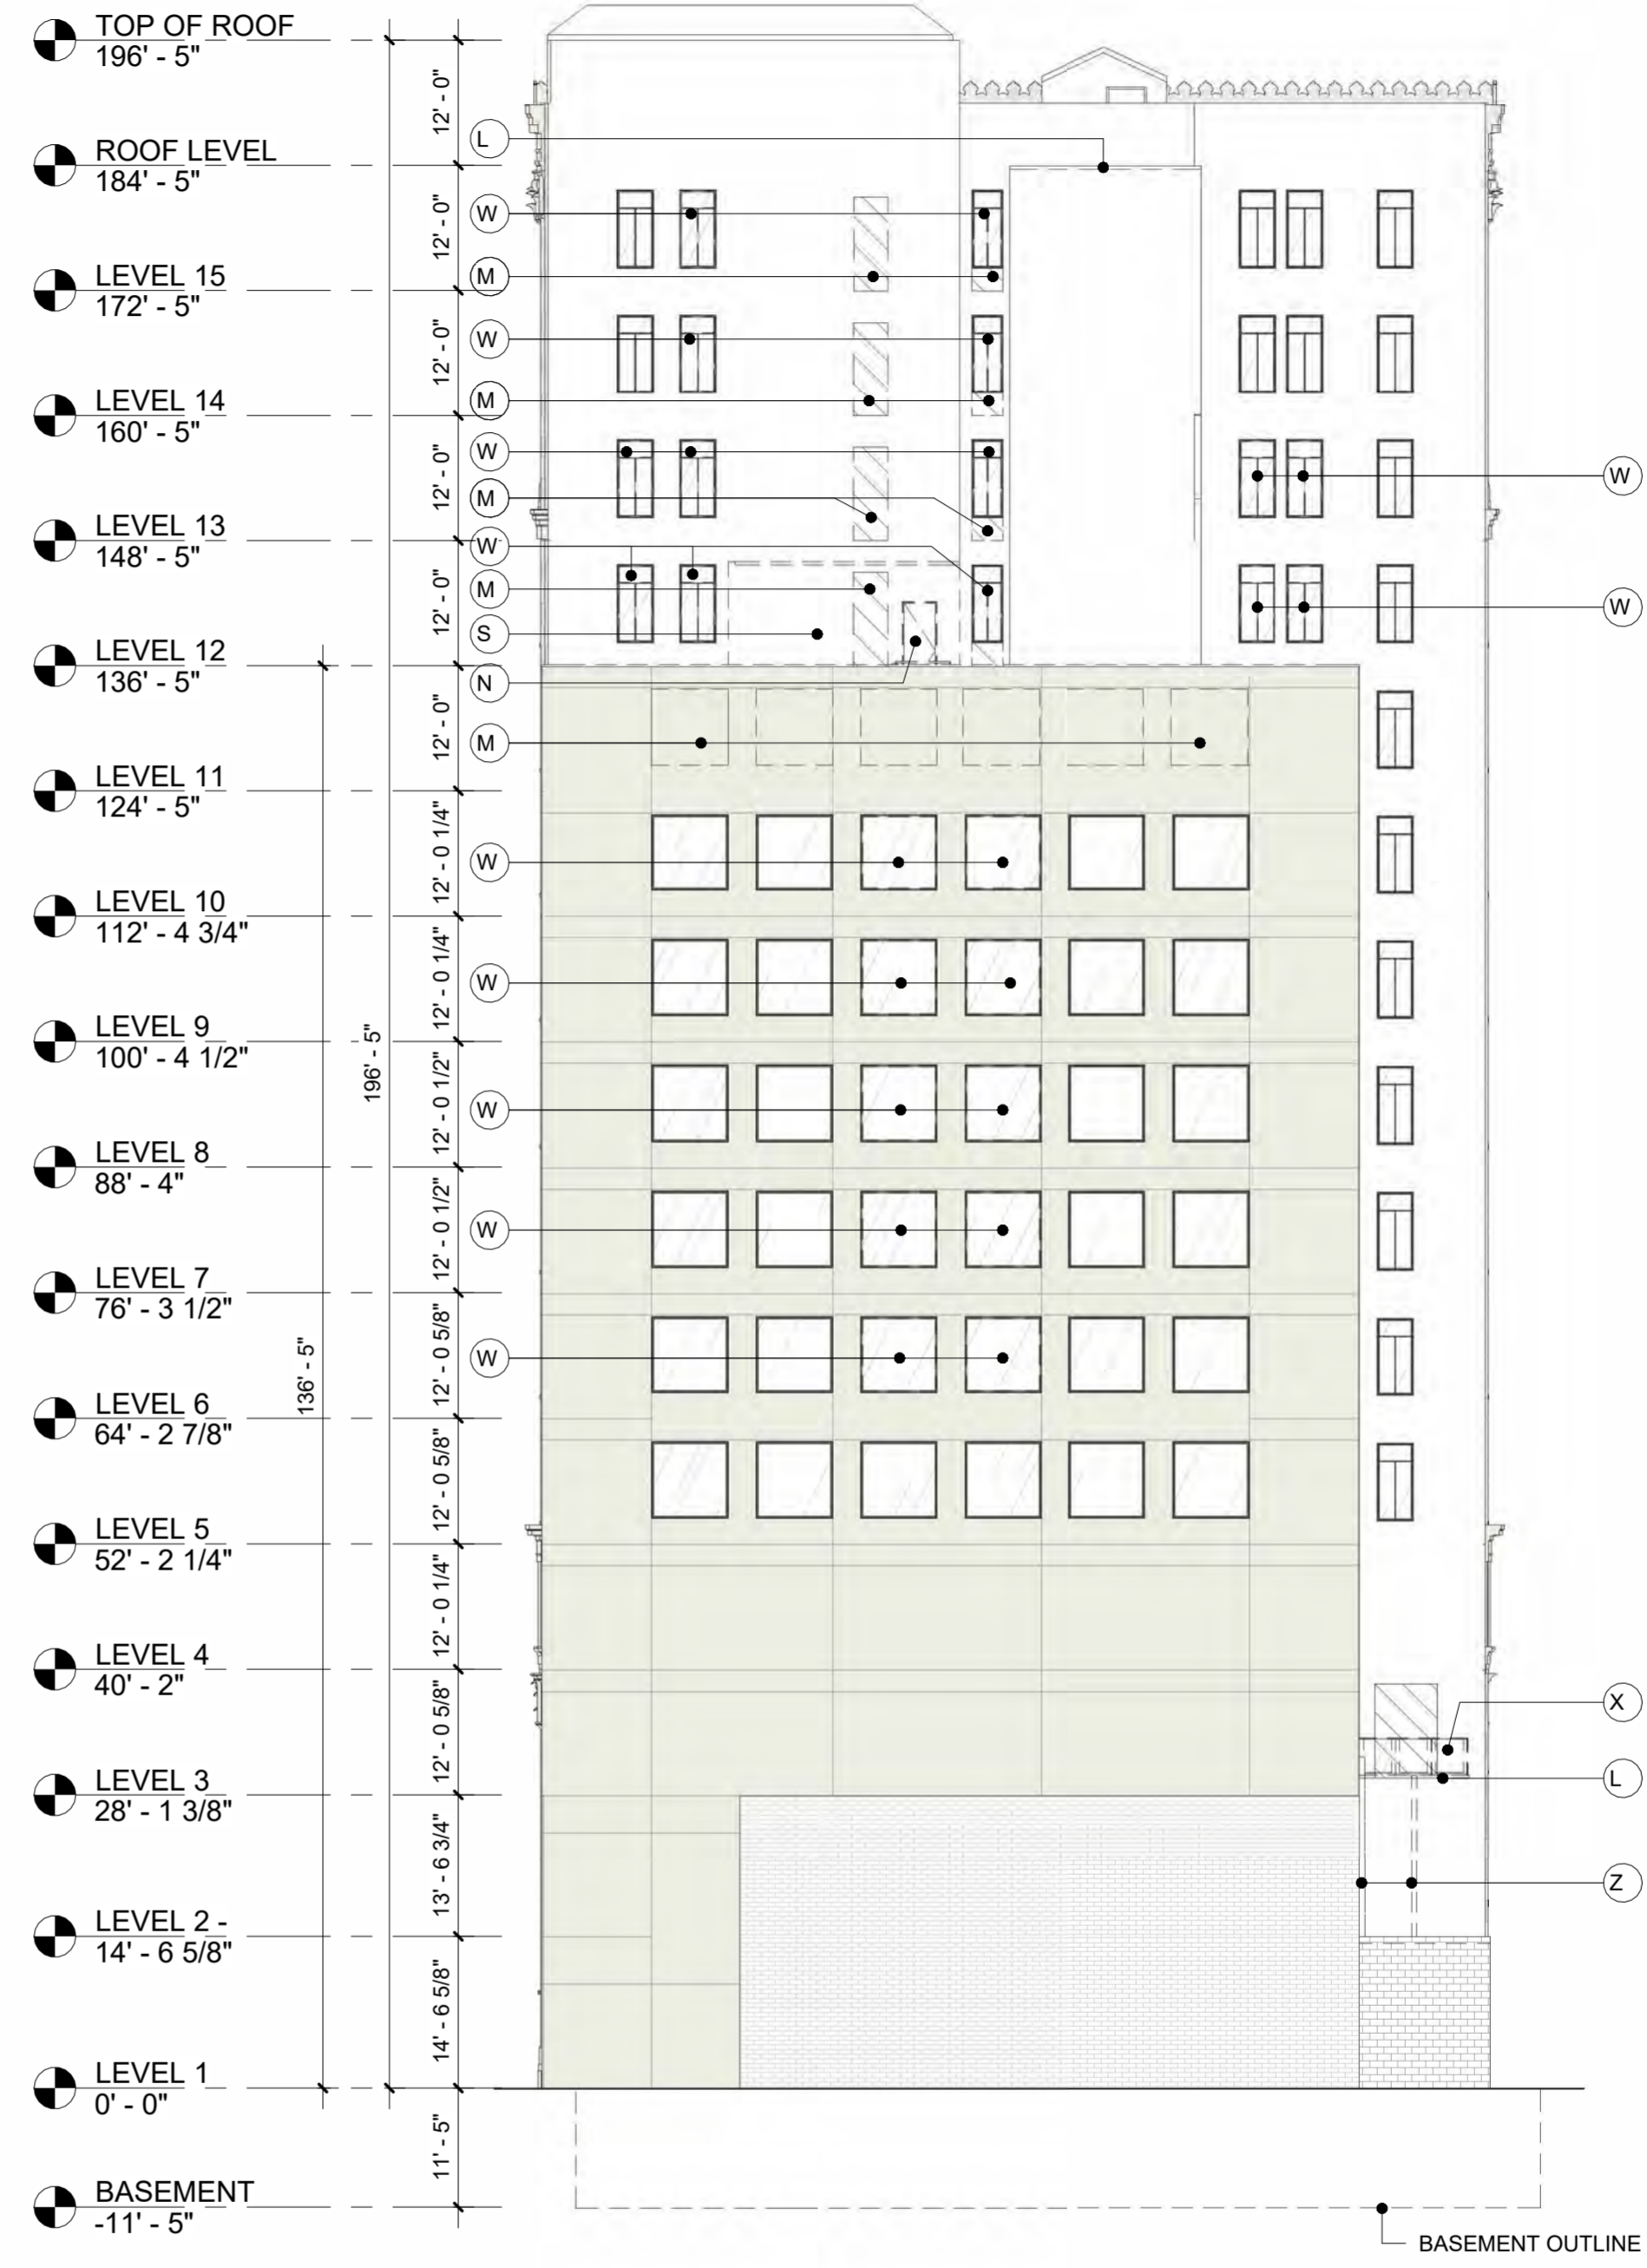 TOP OF ROOF
196' - 5"
12' - 0"
L
ROOF LEVEL
184' - 5"
W
12' - 0"
M
LEVEL 15
172' - 5"
W
12' - 0"
M
LEVEL 14
160' - 5"
W
W
12' - 0"
M
LEVEL 13
148' - 5"
W
M
W
12' - 0"
S
LEVEL 12
136' - 5"
N
12' - 0"
M
LEVEL 11
124' - 5"
12' - 0 1/4"
W
LEVEL 10
112' - 4 3/4"
12' - 0 1/4"
W
LEVEL 9
100' - 4 1/2"
196' - 5"
12' - 0 1/2"
W
LEVEL 8
88' - 4"
12' - 0 1/2"
W
LEVEL 7
76' - 3 1/2"
136' - 5"
12' - 0 5/8"
W
LEVEL 6
64' - 2 7/8"
12' - 0 5/8"
LEVEL 5
52' - 2 1/4"
12' - 0 1/4"
LEVEL 4
40' - 2"
X
12' - 0 5/8"
L
LEVEL 3
28' - 1 3/8"
13' - 6 3/4"
Z
LEVEL 2 -
14' - 6 5/8"
14' - 6 5/8"
LEVEL 1
0' - 0"
11' - 5"
BASEMENT
-11' - 5"
BASEMENT OUTLINE